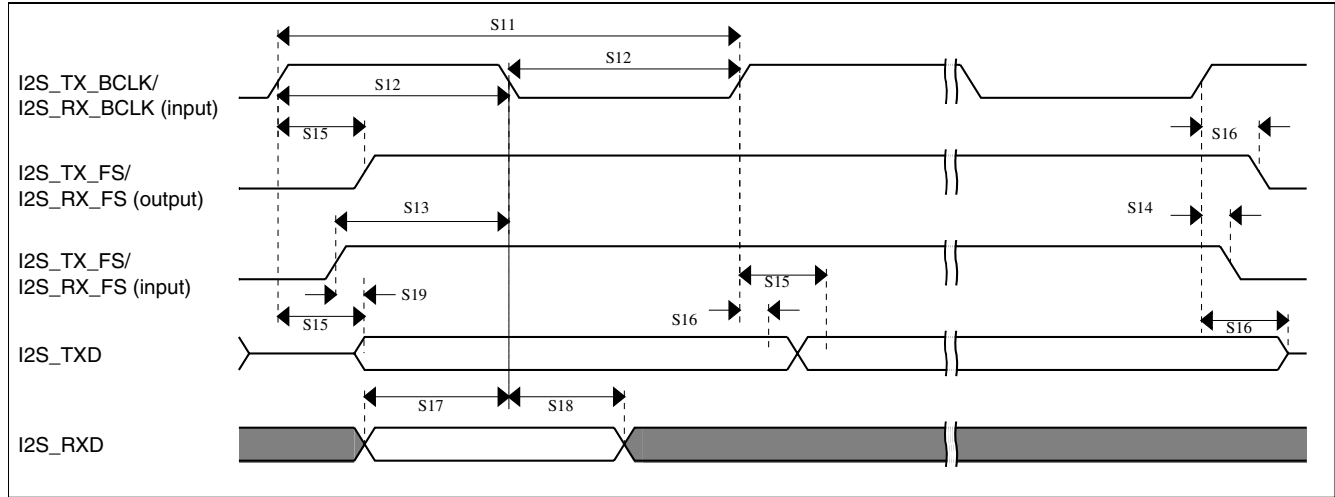 S11
S12
S12
I2S_TX_BCLK/
I2S_RX_BCLK (input)
S15
S16
I2S_TX_FS/
I2S_RX_FS (output)
S13
S14
I2S_TX_FS/
I2S_RX_FS (input)
S15
S19
S16
S15
S16
I2S_TXD
S17
S18
I2S_RXD